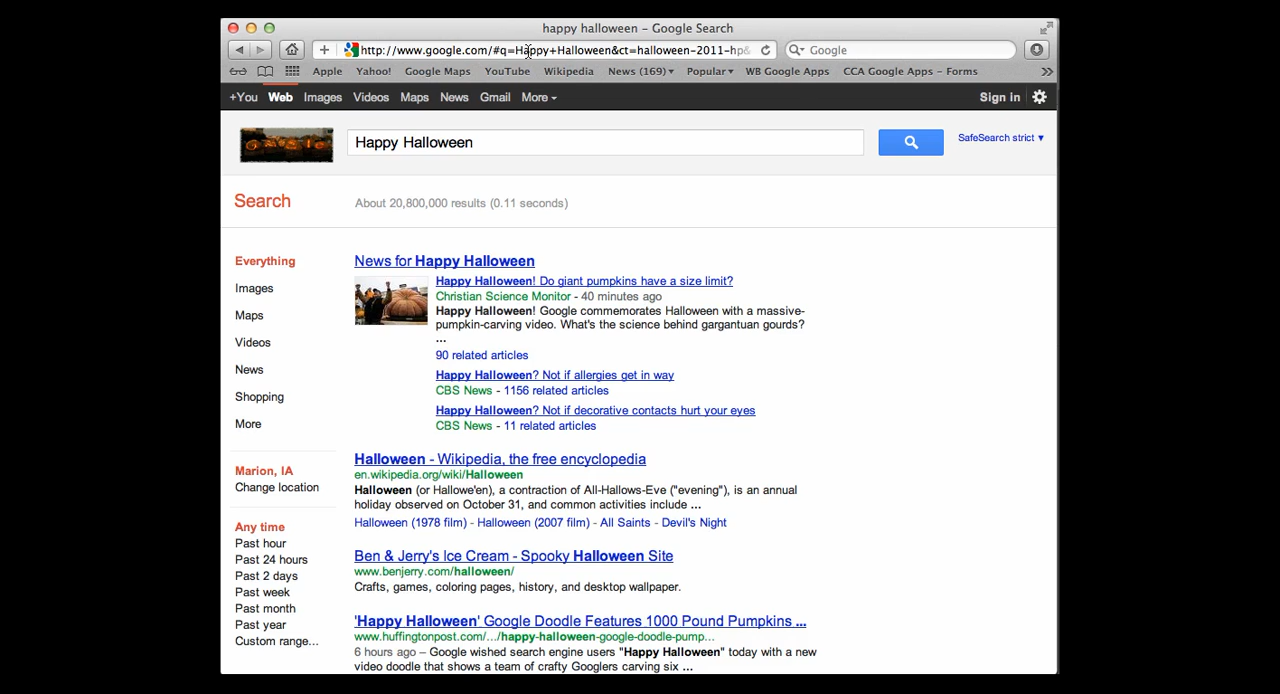 happy halloween – Google Search
http://www.google.com/#q=Happy+Halloween&ct=halloween-2011-hp&
Google
Apple Yahoo! Google Maps YouTube Wikipedia News (169)▾ Popular▾ WB Google Apps CCA Google Apps – Forms
+You Web Images Videos Maps News Gmail More Sign in
Google Happy Halloween SafeSearch strict ▼
Search About 20,800,000 results (0.11 seconds)
Everything
Images
Maps
Videos
News
Shopping
More
Marion, IA
Change location
Any time
Past hour
Past 24 hours
Past 2 days
Past week
Past month
Past year
Custom range...
News for Happy Halloween
Happy Halloween! Do giant pumpkins have a size limit?
Christian Science Monitor - 40 minutes ago
Happy Halloween! Google commemorates Halloween with a massive-
pumpkin-carving video. What's the science behind gargantuan gourds?
...
90 related articles
Happy Halloween? Not if allergies get in way
CBS News - 1156 related articles
Happy Halloween? Not if decorative contacts hurt your eyes
CBS News - 11 related articles
Halloween - Wikipedia, the free encyclopedia
en.wikipedia.org/wiki/Halloween
Halloween (or Hallowe'en), a contraction of All-Hallows-Eve ("evening"), is an annual
holiday observed on October 31, and common activities include ...
Halloween (1978 film) - Halloween (2007 film) - All Saints - Devil's Night
Ben & Jerry's Ice Cream - Spooky Halloween Site
www.benjerry.com/halloween/
Crafts, games, coloring pages, history, and desktop wallpaper.
'Happy Halloween' Google Doodle Features 1000 Pound Pumpkins ...
www.huffingtonpost.com/.../happy-halloween-google-doodle-pump...
6 hours ago – Google wished search engine users "Happy Halloween" today with a new
video doodle that shows a team of crafty Googlers carving six ...